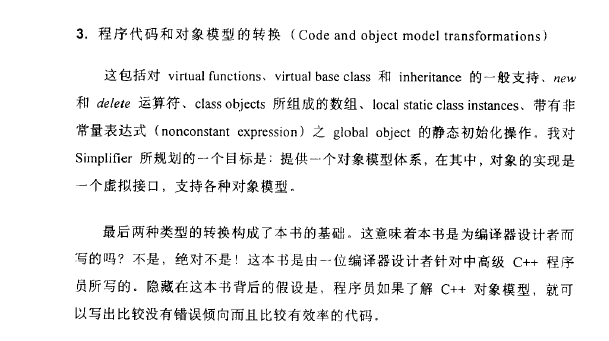 3. 程序代码和对象模型的转换（Code and object model transformations）
这包括对 virtual functions、virtual base class 和 inheritance 的一般支持、new
和 delete 运算符、class objects 所组成的数组、local static class instances、带有非
常量表达式（nonconstant expression）之 global object 的静态初始化操作。我对
Simplifier 所规划的一个目标是：提供一个对象模型体系，在其中，对象的实现是
一个虚拟接口，支持各种对象模型。
最后两种类型的转换构成了本书的基础。这意味着本书是为编译器设计者而
写的吗？不是，绝对不是！这本书是由一位编译器设计者针对中高级 C++ 程序
员所写的。隐藏在这本书背后的假设是，程序员如果了解 C++ 对象模型，就可
以写出比较没有错误倾向而且比较有效率的代码。